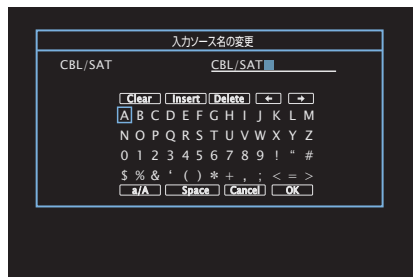 入力ソース名の変更
CBL/SAT CBL/SAT
Clear Insert Delete ← →
A B C D E F G H I J K L M
N O P Q R S T U V W X Y Z
0 1 2 3 4 5 6 7 8 9 ! “ #
$ % & ‘ ( ) * + , ; < = >
a/A Space Cancel OK